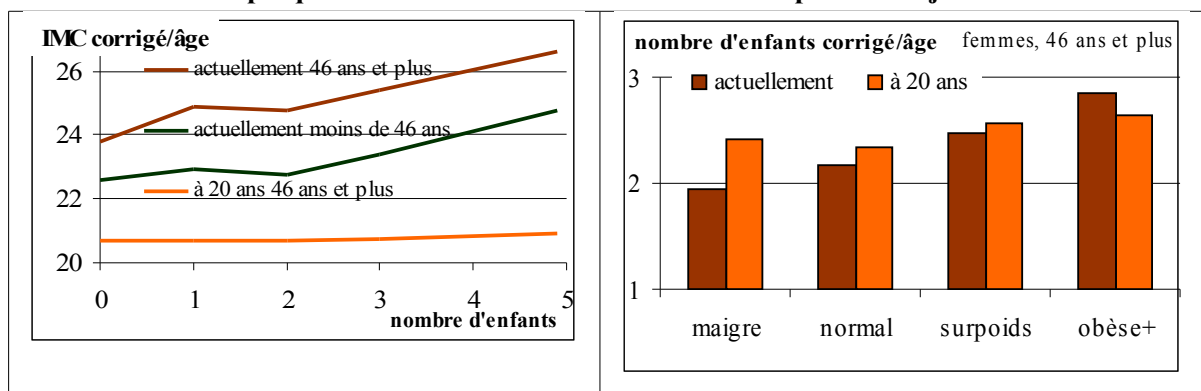 IMC corrigé/âge
26
24
22
20
actuellement 46 ans et plus
actuellement moins de 46 ans
à 20 ans 46 ans et plus
0 1 2 3 4 5
nombre d'enfants
nombre d'enfants corrigé/âge femmes, 46 ans et plus
actuellement à 20 ans
3
2
1
maigre normal surpoids obèse+